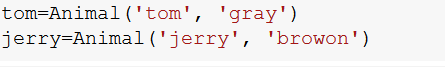 tom=Animal('tom', 'gray')
jerry=Animal('jerry', 'browon')